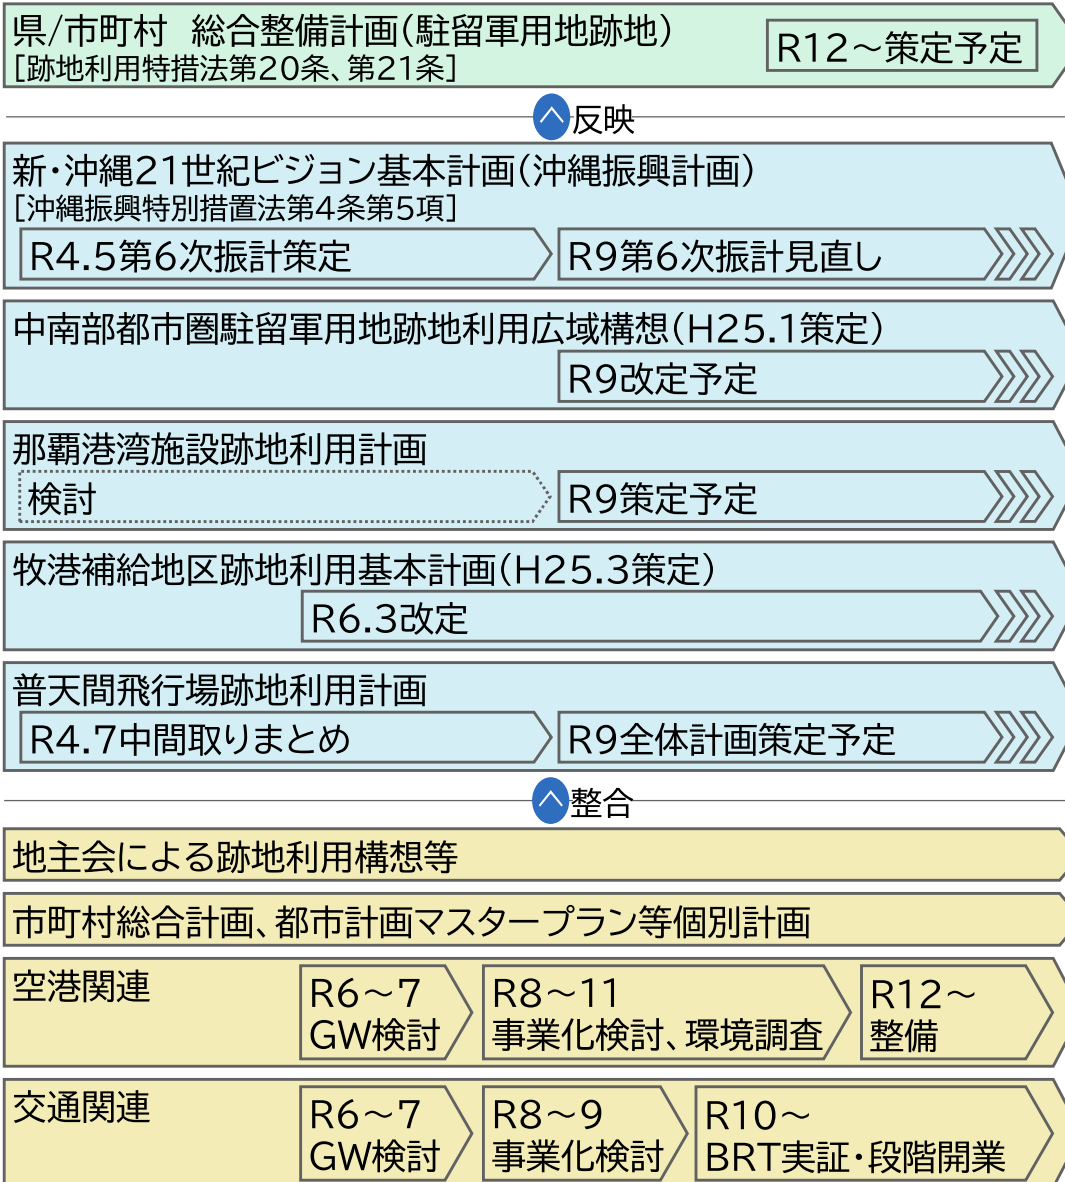 県/市町村　総合整備計画(駐留軍用地跡地)
[跡地利用特措法第20条、第21条]
R12～策定予定
反映
新・沖縄21世紀ビジョン基本計画(沖縄振興計画)
[沖縄振興特別措置法第4条第5項]
R4.5第6次振計策定
R9第6次振計見直し
中南部都市圏駐留軍用地跡地利用広域構想(H25.1策定)
R9改定予定
那覇港湾施設跡地利用計画
検討
R9策定予定
牧港補給地区跡地利用基本計画(H25.3策定)
R6.3改定
普天間飛行場跡地利用計画
R4.7中間取りまとめ
R9全体計画策定予定
整合
地主会による跡地利用構想等
市町村総合計画、都市計画マスタープラン等個別計画
空港関連
R6～7
GW検討
R8～11
事業化検討、環境調査
R12～
整備
交通関連
R6～7
GW検討
R8～9
事業化検討
R10～
BRT実証・段階開業